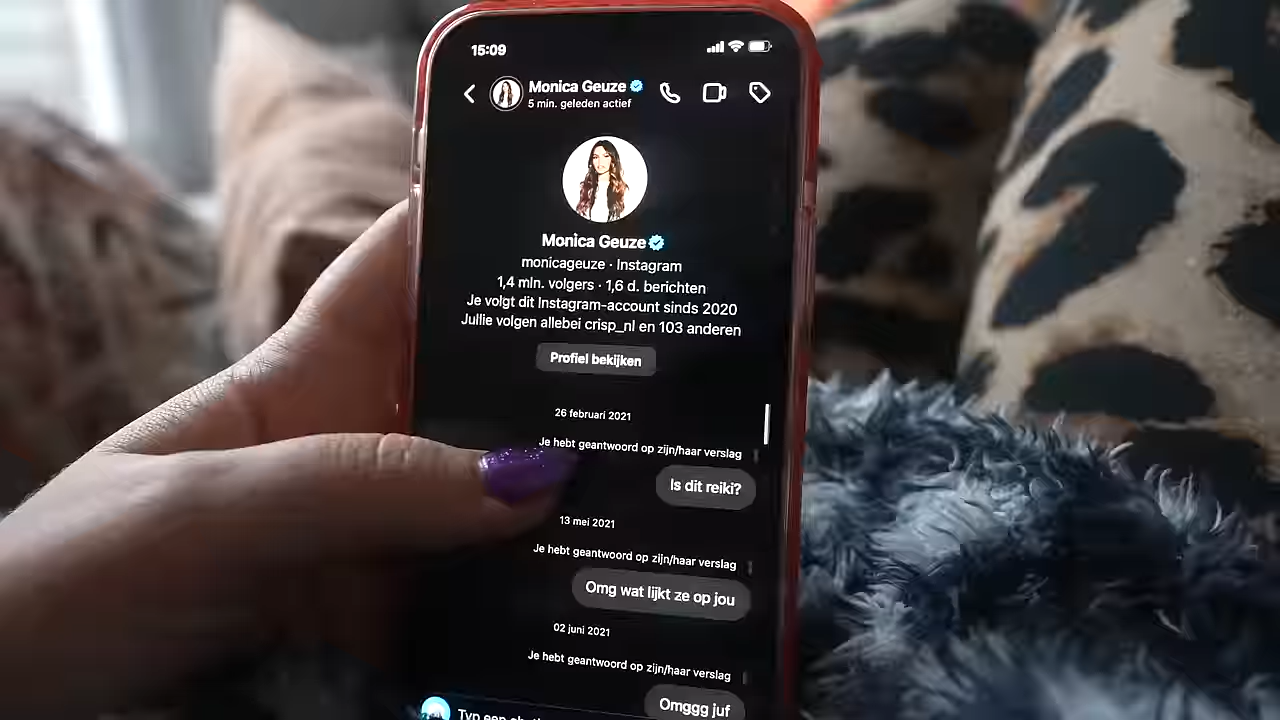 15:09
Monica Geuze
5 min. geleden actief
Monica Geuze
monicageuze · Instagram
1,4 mln. volgers · 1,6 d. berichten
Je volgt dit Instagram-account sinds 2020
Jullie volgen allebei crisp_nl en 103 anderen
Profiel bekijken
26 februari 2021
Je hebt geantwoord op zijn/haar verslag
Is dit reiki?
13 mei 2021
Je hebt geantwoord op zijn/haar verslag
Omg wat lijkt ze op jou
02 juni 2021
Je hebt geantwoord op zijn/haar verslag
Omggg juf
Typ een